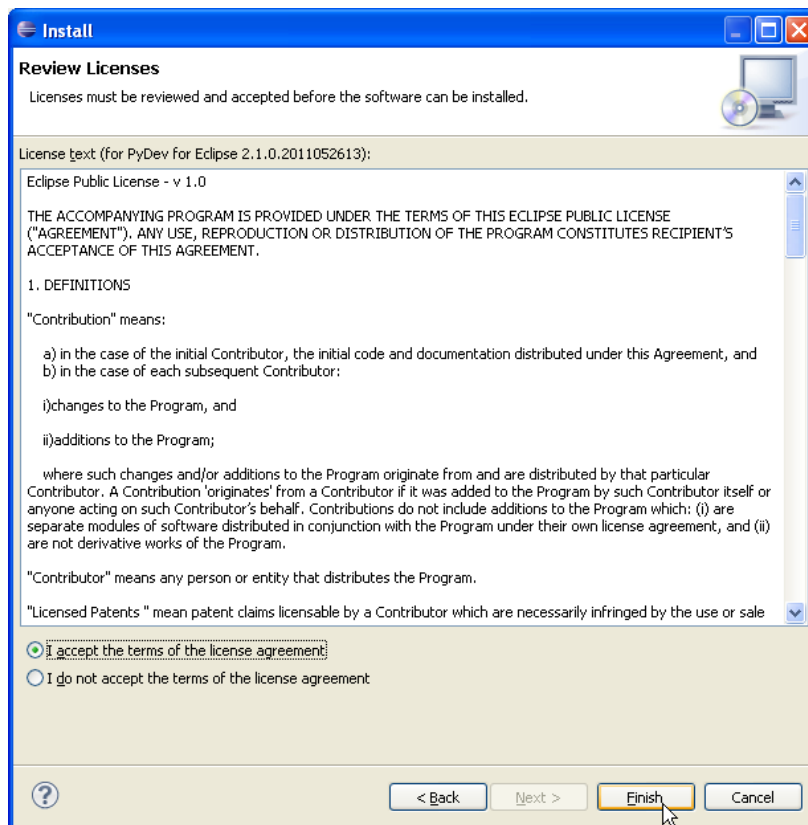 Install
Review Licenses
Licenses must be reviewed and accepted before the software can be installed.
License text (for PyDev for Eclipse 2.1.0.2011052613):
Eclipse Public License - v 1.0
THE ACCOMPANYING PROGRAM IS PROVIDED UNDER THE TERMS OF THIS ECLIPSE PUBLIC LICENSE
("AGREEMENT"). ANY USE, REPRODUCTION OR DISTRIBUTION OF THE PROGRAM CONSTITUTES RECIPIENT'S
ACCEPTANCE OF THIS AGREEMENT.
1. DEFINITIONS
"Contribution" means:
a) in the case of the initial Contributor, the initial code and documentation distributed under this Agreement, and
b) in the case of each subsequent Contributor:
i)changes to the Program, and
ii)additions to the Program;
where such changes and/or additions to the Program originate from and are distributed by that particular
Contributor. A Contribution 'originates' from a Contributor if it was added to the Program by such Contributor itself or
anyone acting on such Contributor's behalf. Contributions do not include additions to the Program which: (i) are
separate modules of software distributed in conjunction with the Program under their own license agreement, and (ii)
are not derivative works of the Program.
"Contributor" means any person or entity that distributes the Program.
"Licensed Patents " mean patent claims licensable by a Contributor which are necessarily infringed by the use or sale
I accept the terms of the license agreement
I do not accept the terms of the license agreement
?
< Back
Next >
Finish
Cancel